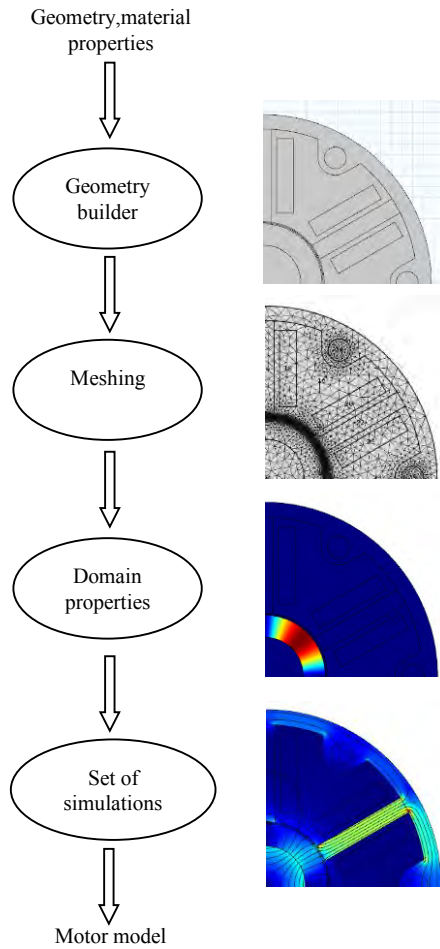 Geometry,material
properties
Geometry
builder
Meshing
Domain
properties
Set of
simulations
Motor model